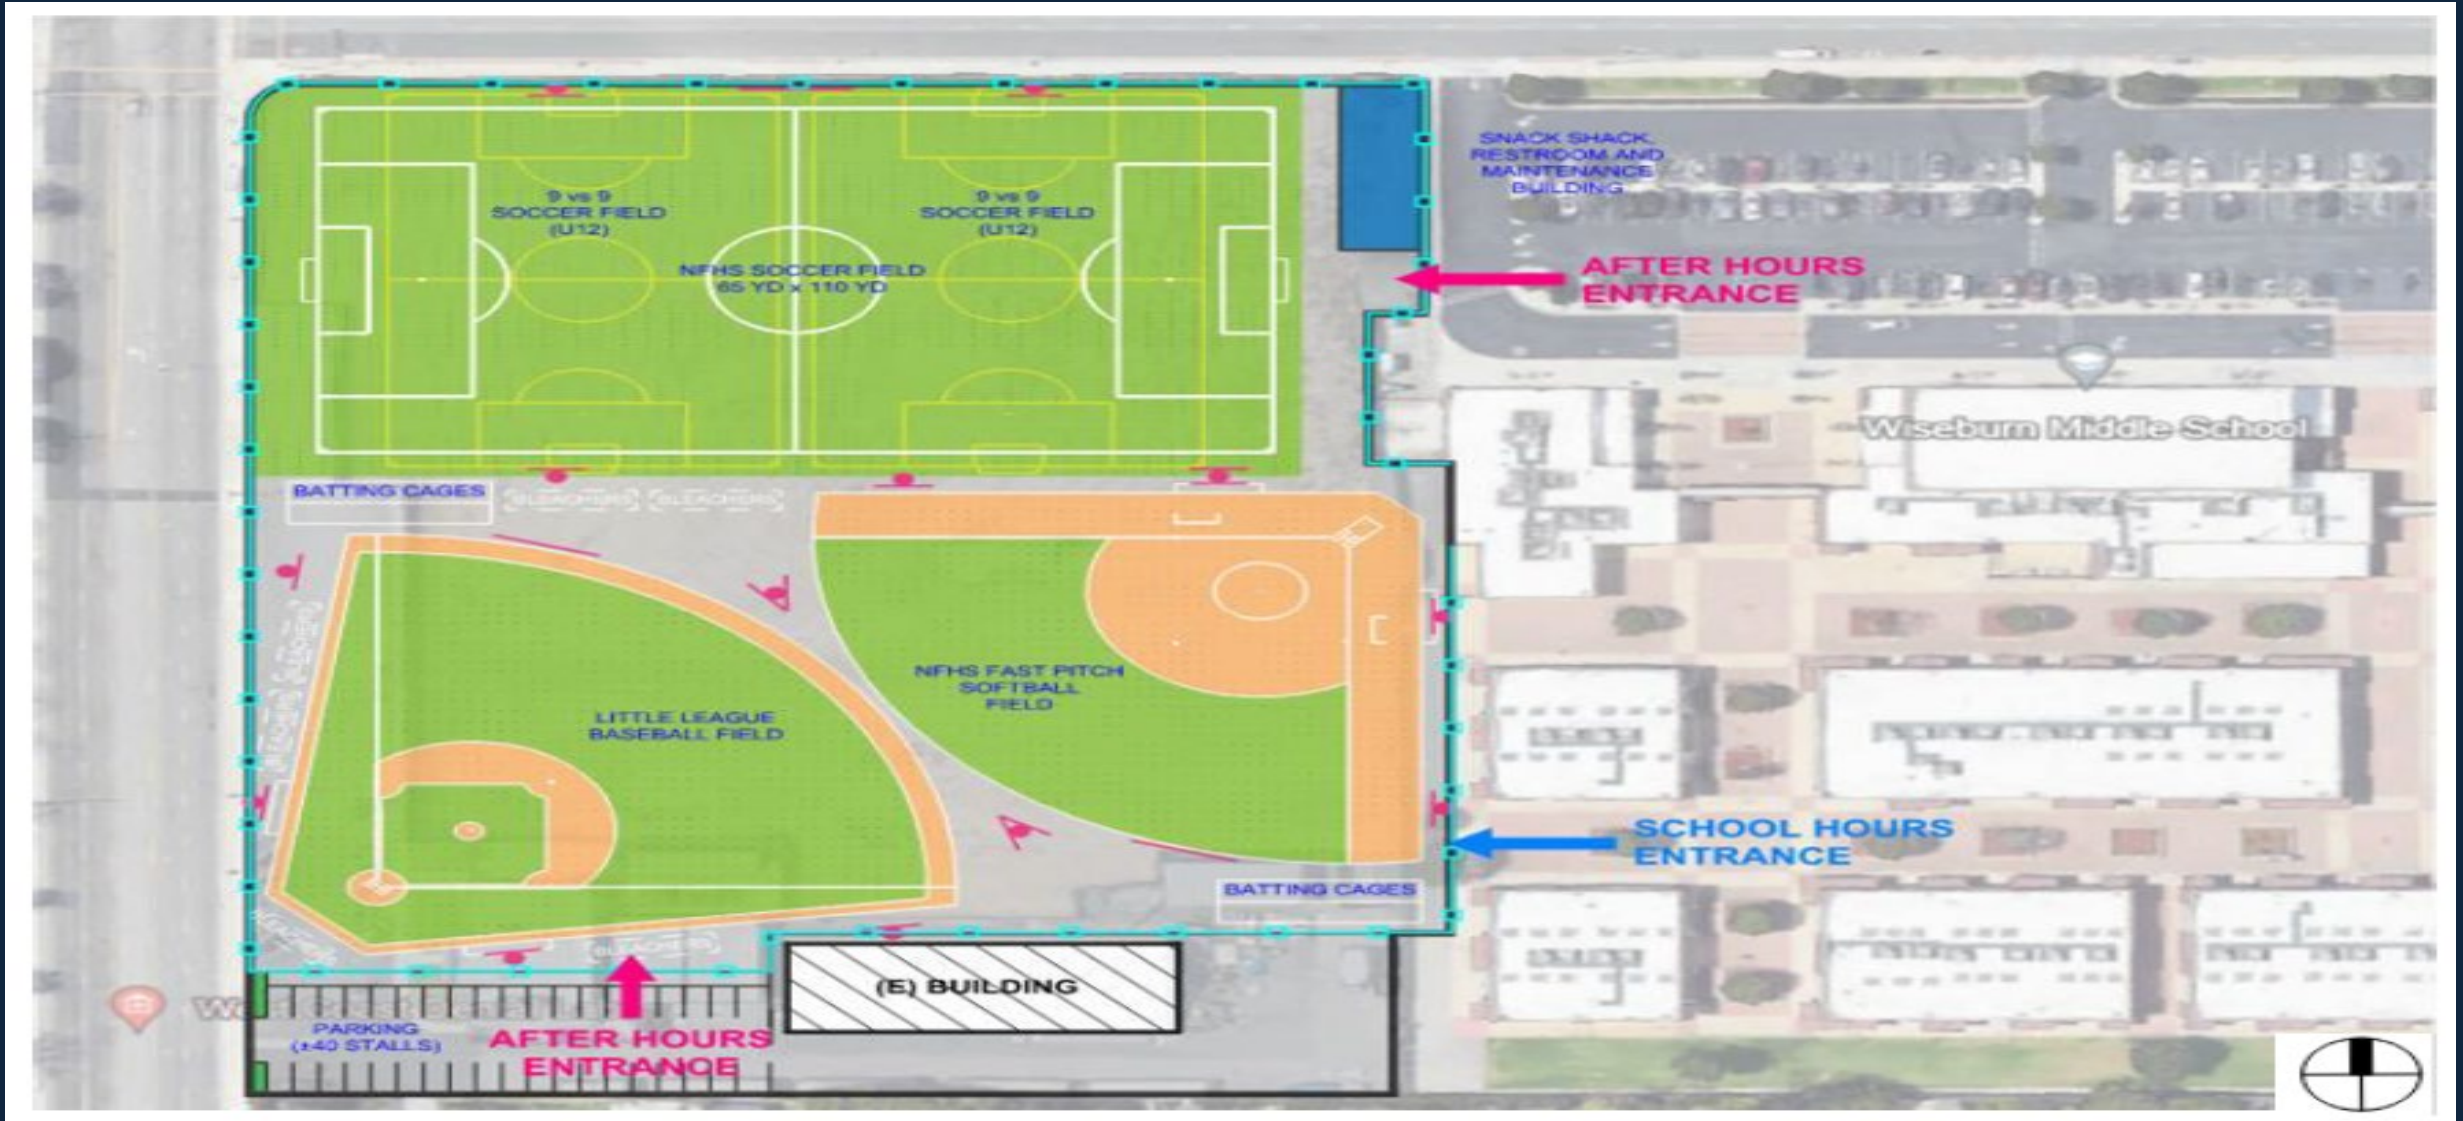 SNACK SHACK,
RESTROOM AND
MAINTENANCE
BUILDING
9 vs 9
SOCCER FIELD
(U12)
9 vs 9
SOCCER FIELD
(U12)
NFHS SOCCER FIELD
65 YD x 110 YD
AFTER HOURS
ENTRANCE
Wiseburn Middle School
BATTING CAGES
BLEACHERS
BLEACHERS
BLEACHERS
BLEACHERS
NFHS FAST PITCH
SOFTBALL
FIELD
LITTLE LEAGUE
BASEBALL FIELD
SCHOOL HOURS
ENTRANCE
BATTING CAGES
BLEACHERS
BLEACHERS
(E) BUILDING
PARKING
(±40 STALLS)
AFTER HOURS
ENTRANCE